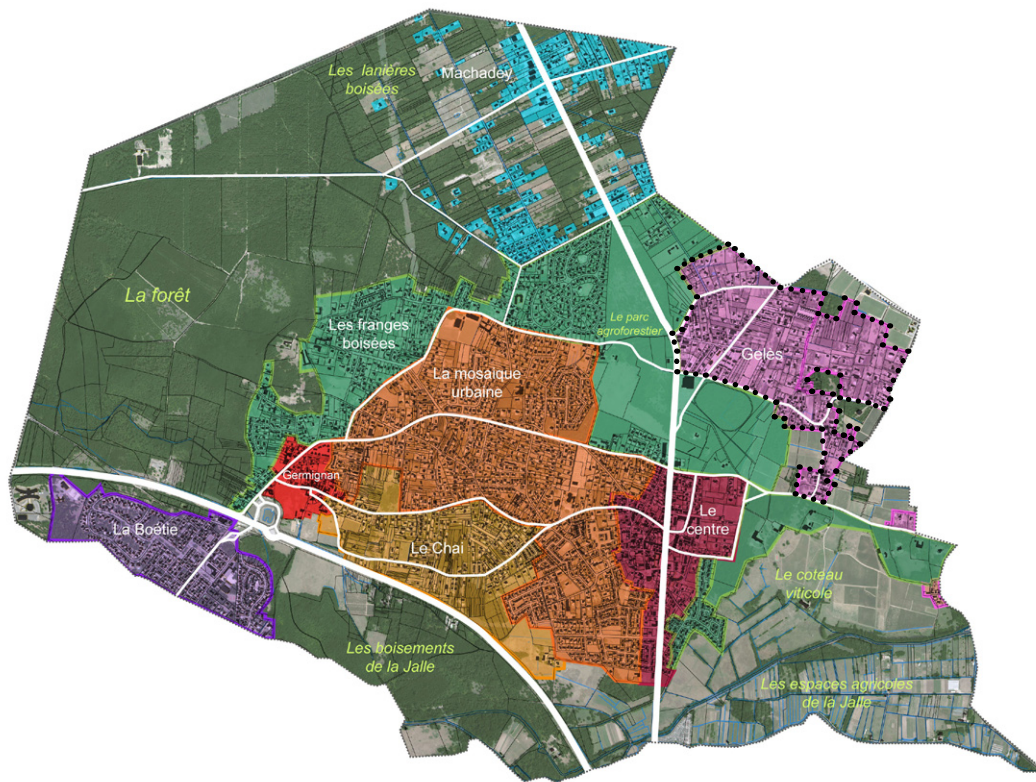 Les lanières
boisées
Machadey
La forêt
Les franges
boisées
Le parc
agroforestier
Gelès
La mosaïque
urbaine
Germignan
Le
centre
La Boétie
Le Chai
Le coteau
viticole
Les boisements
de la Jalle
Les espaces agricoles
de la Jalle